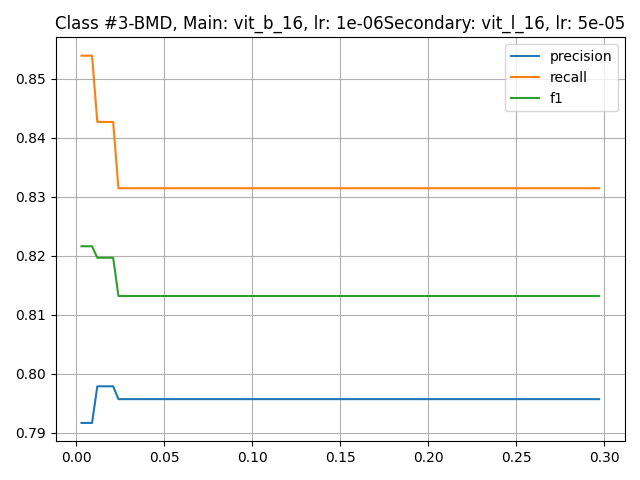 Class #3-BMD, Main: vit_b_16, lr: 1e-06Secondary: vit_l_16, lr: 5e-05
precision
recall
f1
0.85
0.84
0.83
0.82
0.81
0.80
0.79
0.00 0.05 0.10 0.15 0.20 0.25 0.30